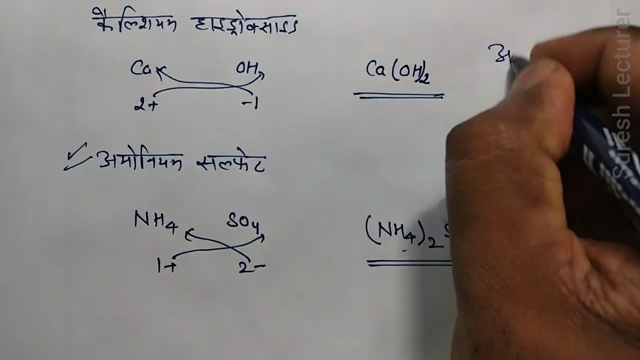 कैल्शियम हाइड्रोक्साइड
Ca OH Ca(OH)2
2+ -1
अमोनियम सल्फेट
NH4 SO4 (NH4)2 S
1+ 2-
Suresh Lecturer